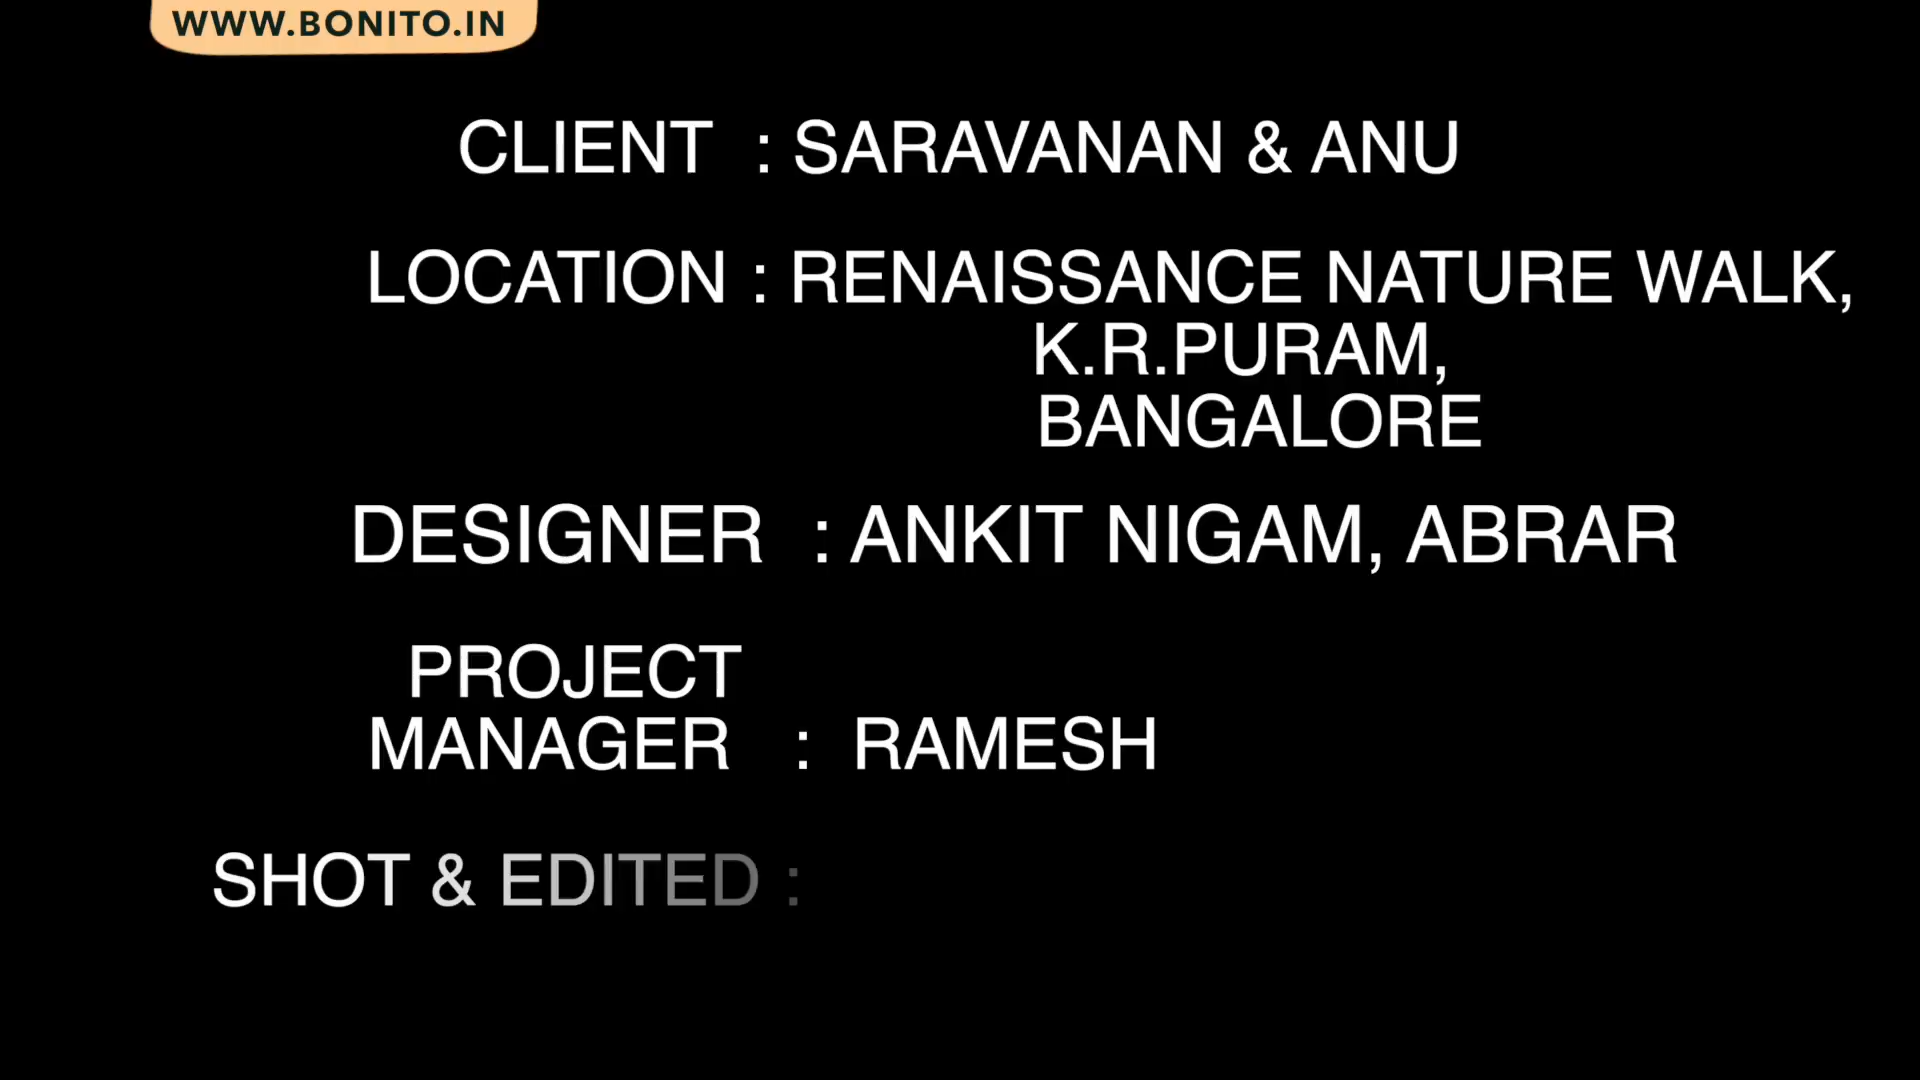 WWW.BONITO.IN
CLIENT : SARAVANAN & ANU
LOCATION : RENAISSANCE NATURE WALK,
K.R.PURAM,
BANGALORE
DESIGNER : ANKIT NIGAM, ABRAR
PROJECT
MANAGER : RAMESH
SHOT & EDITED :